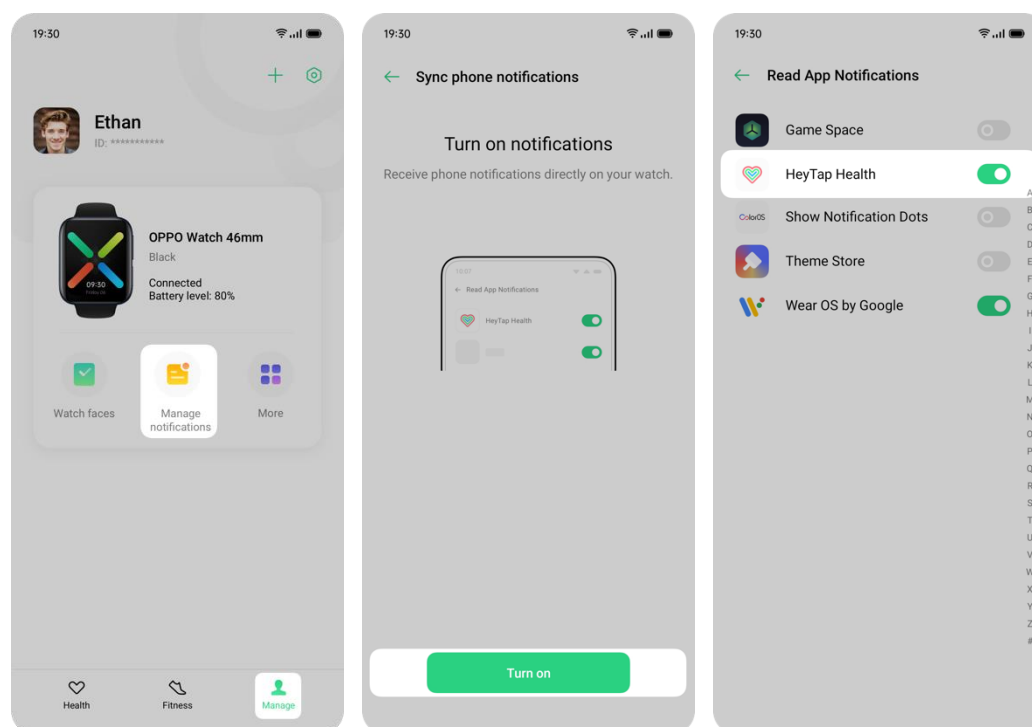 19:30
Ethan
ID: ***********
OPPO Watch 46mm
Black
Connected
Battery level: 80%
09:30
Watch faces
Manage
notifications
More
Health
Fitness
Manage
19:30
Sync phone notifications
Turn on notifications
Receive phone notifications directly on your watch.
Read App Notifications
HeyTap Health
Turn on
19:30
Read App Notifications
Game Space
HeyTap Health
ColorOS
Show Notification Dots
Theme Store
Wear OS by Google
A
B
C
D
E
F
G
H
I
J
K
L
M
N
O
P
Q
R
S
T
U
V
W
X
Y
Z
#